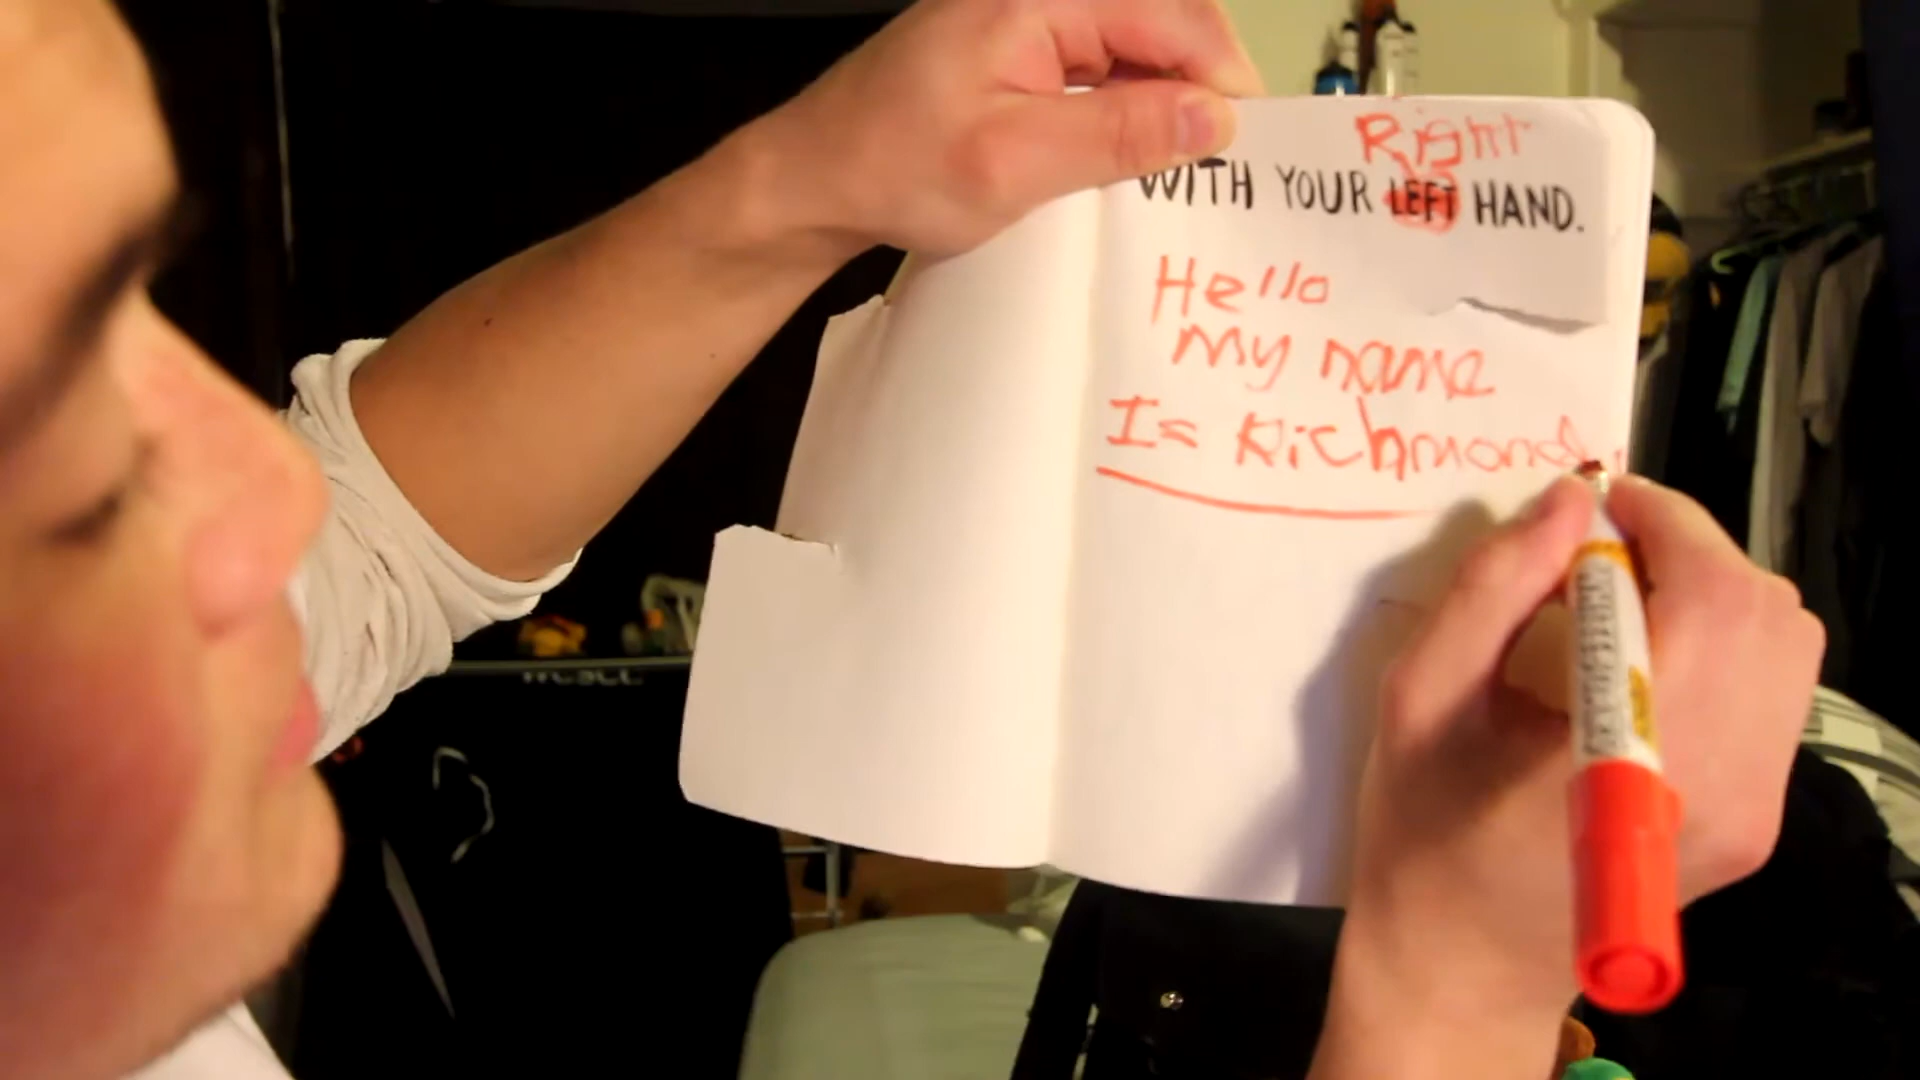 Right
WITH YOUR LEFT HAND.
Hello
My name
Is Richmond